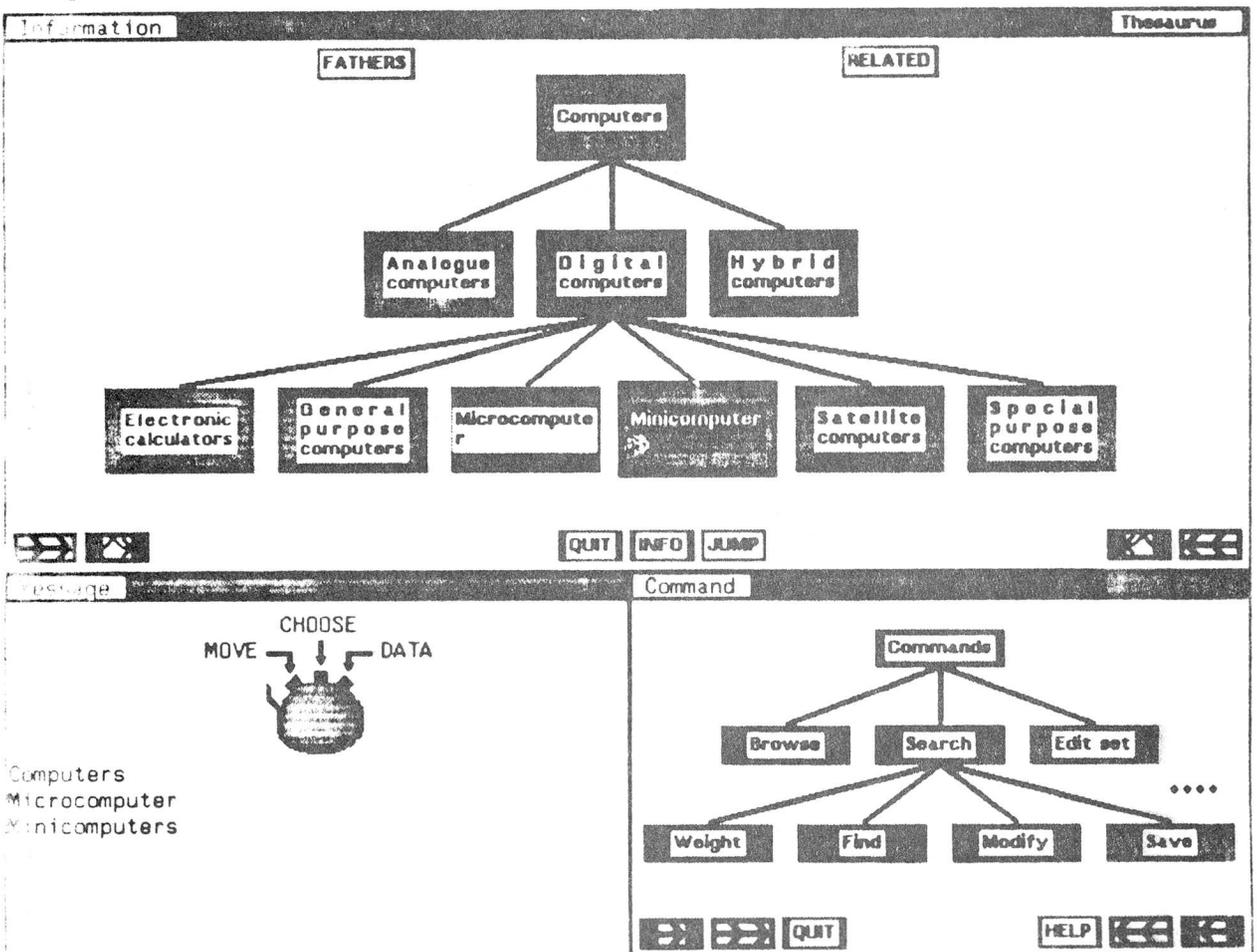 Information
Thesaurus
FATHERS
RELATED
Computers
Analogue
computers
Digital
computers
Hybrid
computers
Electronic
calculators
General
purpose
computers
Microcompute
r
Minicomputer
Satellite
computers
Special
purpose
computers
QUIT
INFO
JUMP
Message
Command
CHOOSE
MOVE
DATA
Computers
Microcomputer
Minicomputers
Commands
Browse
Search
Edit set
....
Weight
Find
Modify
Save
QUIT
HELP